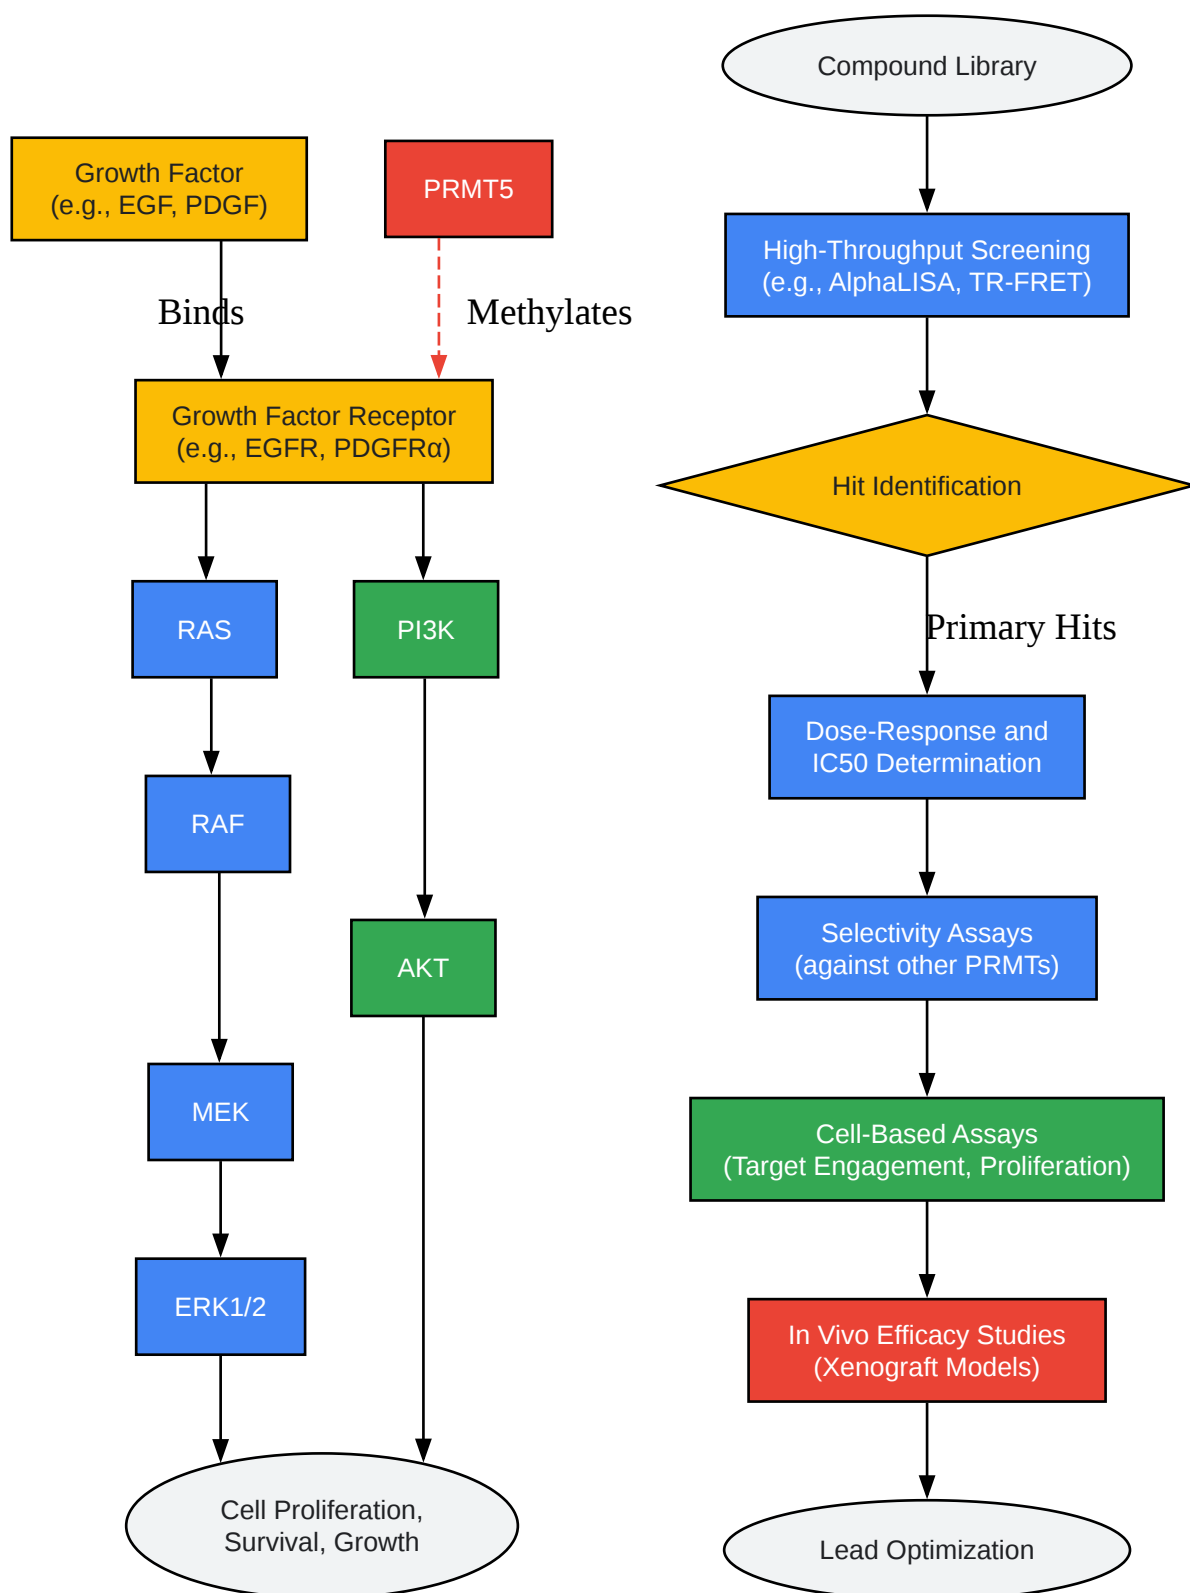 Growth Factor
(e.g., EGF, PDGF)
PRMT5
Binds
Methylates
Growth Factor Receptor
(e.g., EGFR, PDGFRα)
RAS
PI3K
RAF
AKT
MEK
ERK1/2
Cell Proliferation,
Survival, Growth
Compound Library
High-Throughput Screening
(e.g., AlphaLISA, TR-FRET)
Hit Identification
Primary Hits
Dose-Response and
IC50 Determination
Selectivity Assays
(against other PRMTs)
Cell-Based Assays
(Target Engagement, Proliferation)
In Vivo Efficacy Studies
(Xenograft Models)
Lead Optimization